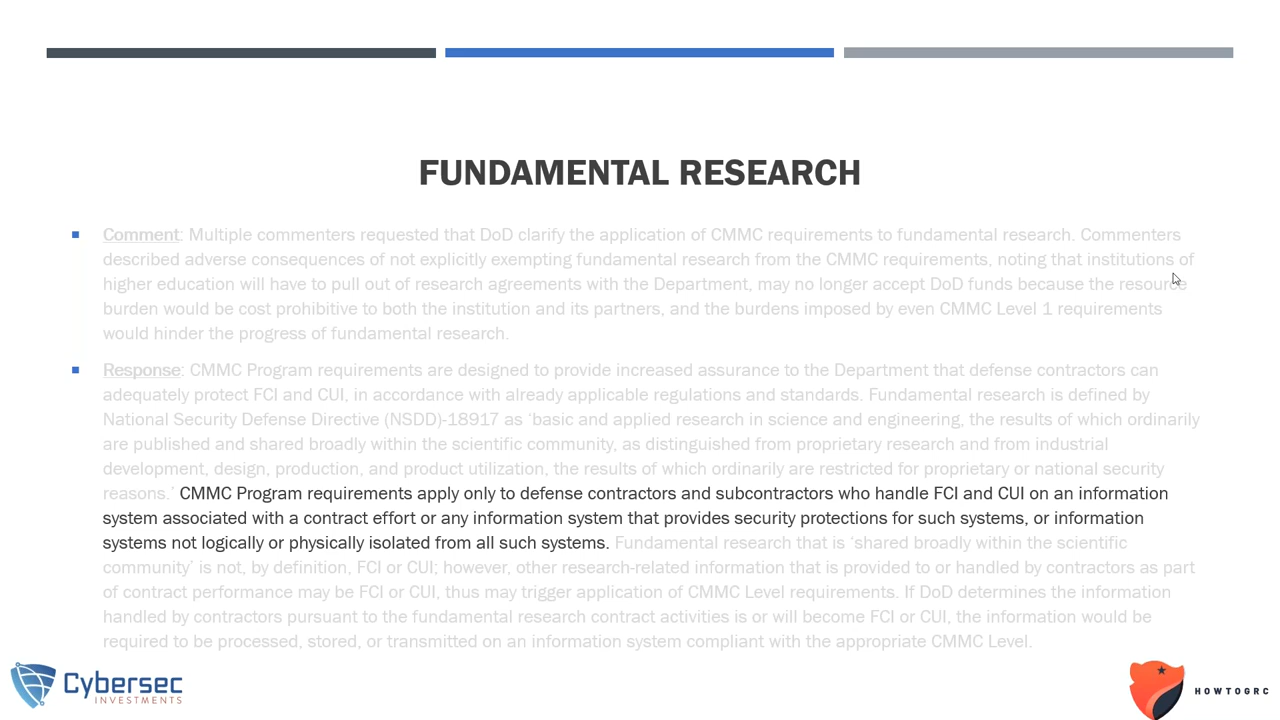 FUNDAMENTAL RESEARCH
Comment: Multiple commenters requested that DoD clarify the application of CMMC requirements to fundamental research. Commenters
described adverse consequences of not explicitly exempting fundamental research from the CMMC requirements, noting that institutions of
higher education will have to pull out of research agreements with the Department, may no longer accept DoD funds because the resource
burden would be cost prohibitive to both the institution and its partners, and the burdens imposed by even CMMC Level 1 requirements
would hinder the progress of fundamental research.
Response: CMMC Program requirements are designed to provide increased assurance to the Department that defense contractors can
adequately protect FCI and CUI, in accordance with already applicable regulations and standards. Fundamental research is defined by
National Security Defense Directive (NSDD)-18917 as ‘basic and applied research in science and engineering, the results of which ordinarily
are published and shared broadly within the scientific community, as distinguished from proprietary research and from industrial
development, design, production, and product utilization, the results of which ordinarily are restricted for proprietary or national security
reasons.’ CMMC Program requirements apply only to defense contractors and subcontractors who handle FCI and CUI on an information
system associated with a contract effort or any information system that provides security protections for such systems, or information
systems not logically or physically isolated from all such systems. Fundamental research that is ‘shared broadly within the scientific
community’ is not, by definition, FCI or CUI; however, other research-related information that is provided to or handled by contractors as part
of contract performance may be FCI or CUI, thus may trigger application of CMMC Level requirements. If DoD determines the information
handled by contractors pursuant to the fundamental research contract activities is or will become FCI or CUI, the information would be
required to be processed, stored, or transmitted on an information system compliant with the appropriate CMMC Level.
Cybersec
INVESTMENTS
HOWTOGRC